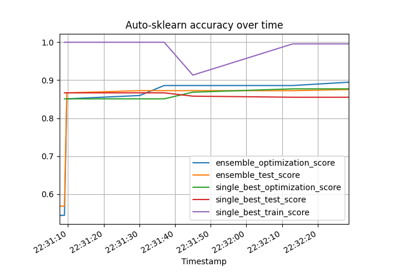 Auto-sklearn accuracy over time
1.0
0.9
0.8
0.7
0.6
ensemble_optimization_score
ensemble_test_score
single_best_optimization_score
single_best_test_score
single_best_train_score
22:31:10
22:31:20
22:31:30
22:31:40
22:31:50
22:32:00
22:32:10
22:32:20
Timestamp